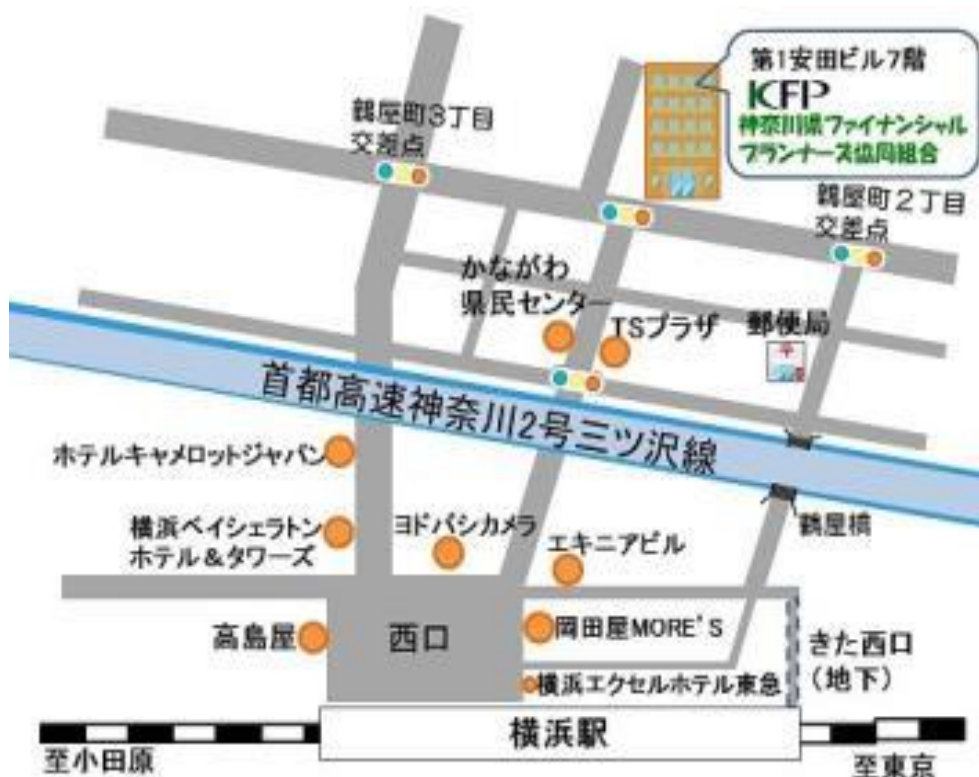 第1安田ビル7階
KFP
神奈川県ファイナンシャル
プランナーズ協同組合
鶴屋町3丁目
交差点
鶴屋町2丁目
交差点
かながわ
県民センター
TSプラザ
郵便局
首都高速神奈川2号三ツ沢線
ホテルキャメロットジャパン
横浜ベイシェラトン
ホテル&タワーズ
ヨドバシカメラ
エキニアビル
鶴屋橋
高島屋
西口
岡田屋MORE'S
横浜エクセルホテル東急
きた西口
(地下)
横浜駅
至小田原
至東京